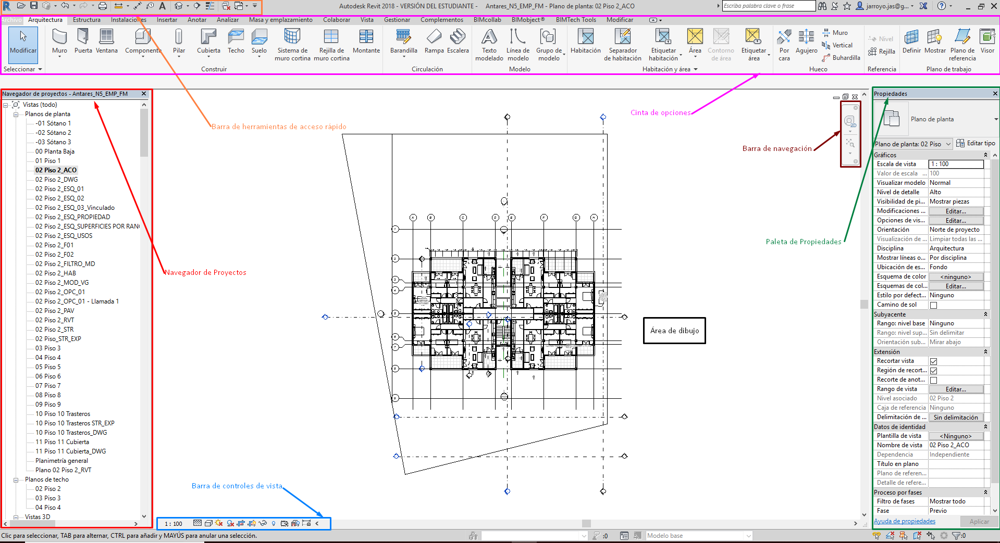 Autodesk Revit 2018 - VERSIÓN DEL ESTUDIANTE - Antares_N5_EMP_FM - Plano de planta: 02 Piso 2_ACO
Escriba palabra clave o frase
jarroyo.jas@g...
Archivo Arquitectura Estructura Instalaciones Insertar Anotar Analizar Masa y emplazamiento Colaborar Vista Gestionar Complementos BIMcollab BIMobject® BIMTech Tools Modificar
Modificar
Muro
Puerta
Ventana
Componente
Pilar
Cubierta
Techo
Suelo
Sistema de
muro cortina
Rejilla de
muro cortina
Montante
Barandilla
Rampa
Escalera
Texto
modelado
Línea de
modelo
Grupo de
modelo
Habitación
Separador
de habitación
Etiquetar
habitación
Área
Contorno
de área
Etiquetar
área
Por
cara
Agujero
Muro
Vertical
Buhardilla
Nivel
Rejilla
Definir
Mostrar
Plano de
referencia
Visor
Seleccionar
Construir
Circulación
Modelo
Habitación y área
Hueco
Referencia
Plano de trabajo
Navegador de proyectos - Antares_N5_EMP_FM
Vistas (todo)
Planos de planta
-01 Sótano 1
-02 Sótano 2
-03 Sótano 3
00 Planta Baja
01 Piso 1
02 Piso 2_ACO
02 Piso 2_DWG
02 Piso 2_ESQ_01
02 Piso 2_ESQ_02
02 Piso 2_ESQ_03_Vinculado
02 Piso 2_ESQ_PROPIEDAD
02 Piso 2_ESQ_SUPERFICIES POR RAN
02 Piso 2_ESQ_USOS
02 Piso 2_F01
02 Piso 2_F02
02 Piso 2_FILTRO_MD
02 Piso 2_HAB
02 Piso 2_MOD_VG
02 Piso 2_OPC_01
02 Piso 2_OPC_01 - Llamada 1
02 Piso 2_PAV
02 Piso 2_RVT
02 Piso 2_STR
02 Piso_STR_EXP
03 Piso 3
04 Piso 4
05 Piso 5
06 Piso 6
07 Piso 7
08 Piso 8
09 Piso 9
10 Piso 10 Trasteros
10 Piso 10 Trasteros STR_EXP
10 Piso 10 Trasteros_DWG
11 Piso 11 Cubierta
11 Piso 11 Cubierta_DWG
Planimetría general
Plano 02 Piso 2_RVT
Planos de techo
02 Piso 2
03 Piso 3
04 Piso 4
Vistas 3D
Barra de herramientas de acceso rápido
Cinta de opciones
2D
Barra de navegación
Paleta de Propiedades
Navegador de Proyectos
Área de dibujo
Barra de controles de vista
1 : 100
Propiedades
Plano de planta
Plano de planta: 02 Piso
Editar tipo
Gráficos
Escala de vista 1 : 100
Valor de escala ... 100
Visualizar modelo Normal
Nivel de detalle Alto
Visibilidad de pi... Mostrar piezas
Modificaciones ... Editar...
Opciones de vis... Editar...
Orientación Norte de proyecto
Visualización de ... Limpiar todas las ...
Disciplina Arquitectura
Mostrar líneas o... Por disciplina
Ubicación de es... Fondo
Esquema de color <ninguno>
Esquemas de col... Editar...
Estilo por defect... Ninguno
Camino de sol
Subyacente
Rango: nivel base Ninguno
Rango: nivel sup... Sin delimitar
Orientación sub... Mirar abajo
Extensión
Recortar vista
Región de recort...
Recorte de anot...
Rango de vista Editar...
Nivel asociado 02 Piso 2
Caja de referencia Ninguno
Delimitación de ... Sin delimitación
Datos de identidad
Plantilla de vista <Ninguno>
Nombre de vista 02 Piso 2_ACO
Dependencia Independiente
Título en plano
Plano de referen...
Detalle de refere...
Proceso por fases
Filtro de fases Mostrar todo
Fase Previo
Ayuda de propiedades Aplicar
Clic para seleccionar, TAB para alternar, CTRL para añadir y MAYÚS para anular una selección.
:0
Modelo base
:0